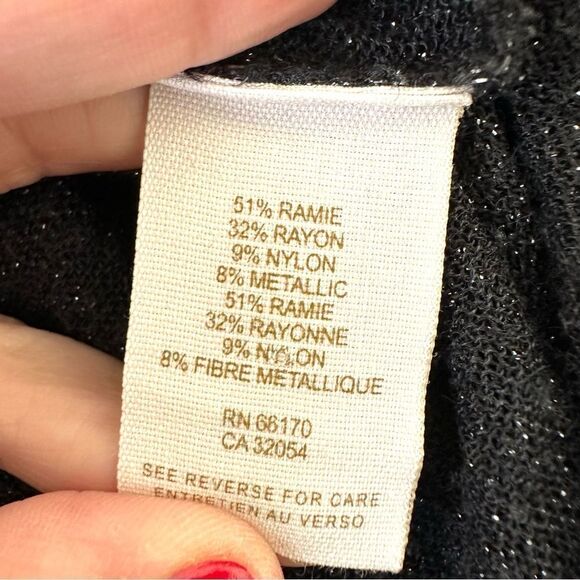 51% RAMIE
32% RAYON
9% NYLON
8% METALLIC
51% RAMIE
32% RAYONNE
9% NYLON
8% FIBRE METALLIQUE
RN 66170
CA 32054
SEE REVERSE FOR CARE
ENTRETIEN AU VERSO